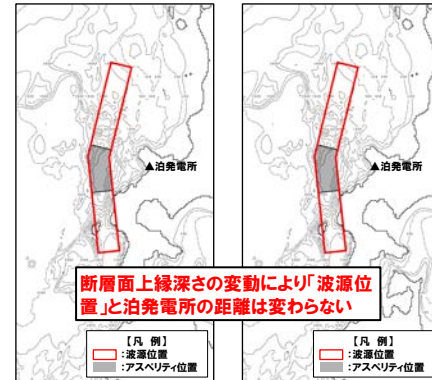 ▲泊発電所
▲泊発電所
断層面上縁深さの変動により「波源位
置」と泊発電所の距離は変わらない
【凡 例】
:波源位置
:アスペリティ位置
【凡 例】
:波源位置
:アスペリティ位置